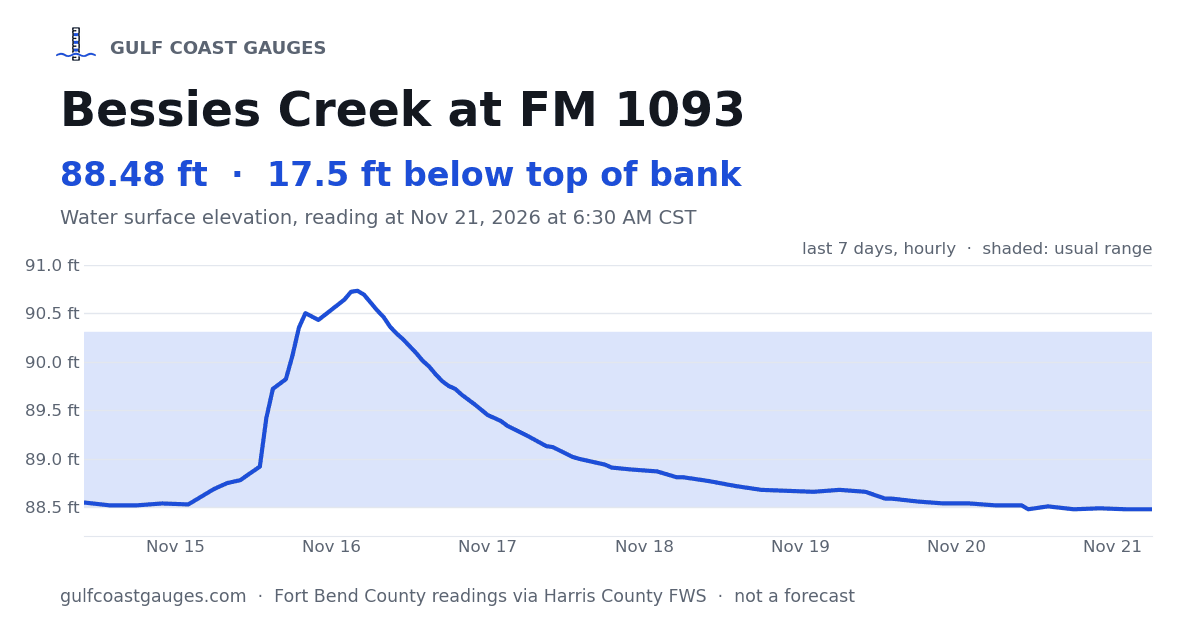 GULF COAST GAUGES
Bessies Creek at FM 1093
88.48 ft · 17.5 ft below top of bank
Water surface elevation, reading at Nov 21, 2026 at 6:30 AM CST
last 7 days, hourly · shaded: usual range
91.0 ft
90.5 ft
90.0 ft
89.5 ft
89.0 ft
88.5 ft
Nov 15 Nov 16 Nov 17 Nov 18 Nov 19 Nov 20 Nov 21
gulfcoastgauges.com · Fort Bend County readings via Harris County FWS · not a forecast